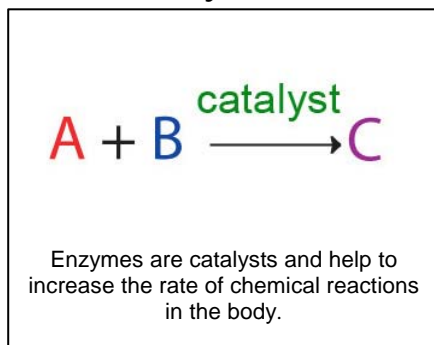 catalyst
A + B C
Enzymes are catalysts and help to
increase the rate of chemical reactions
in the body.